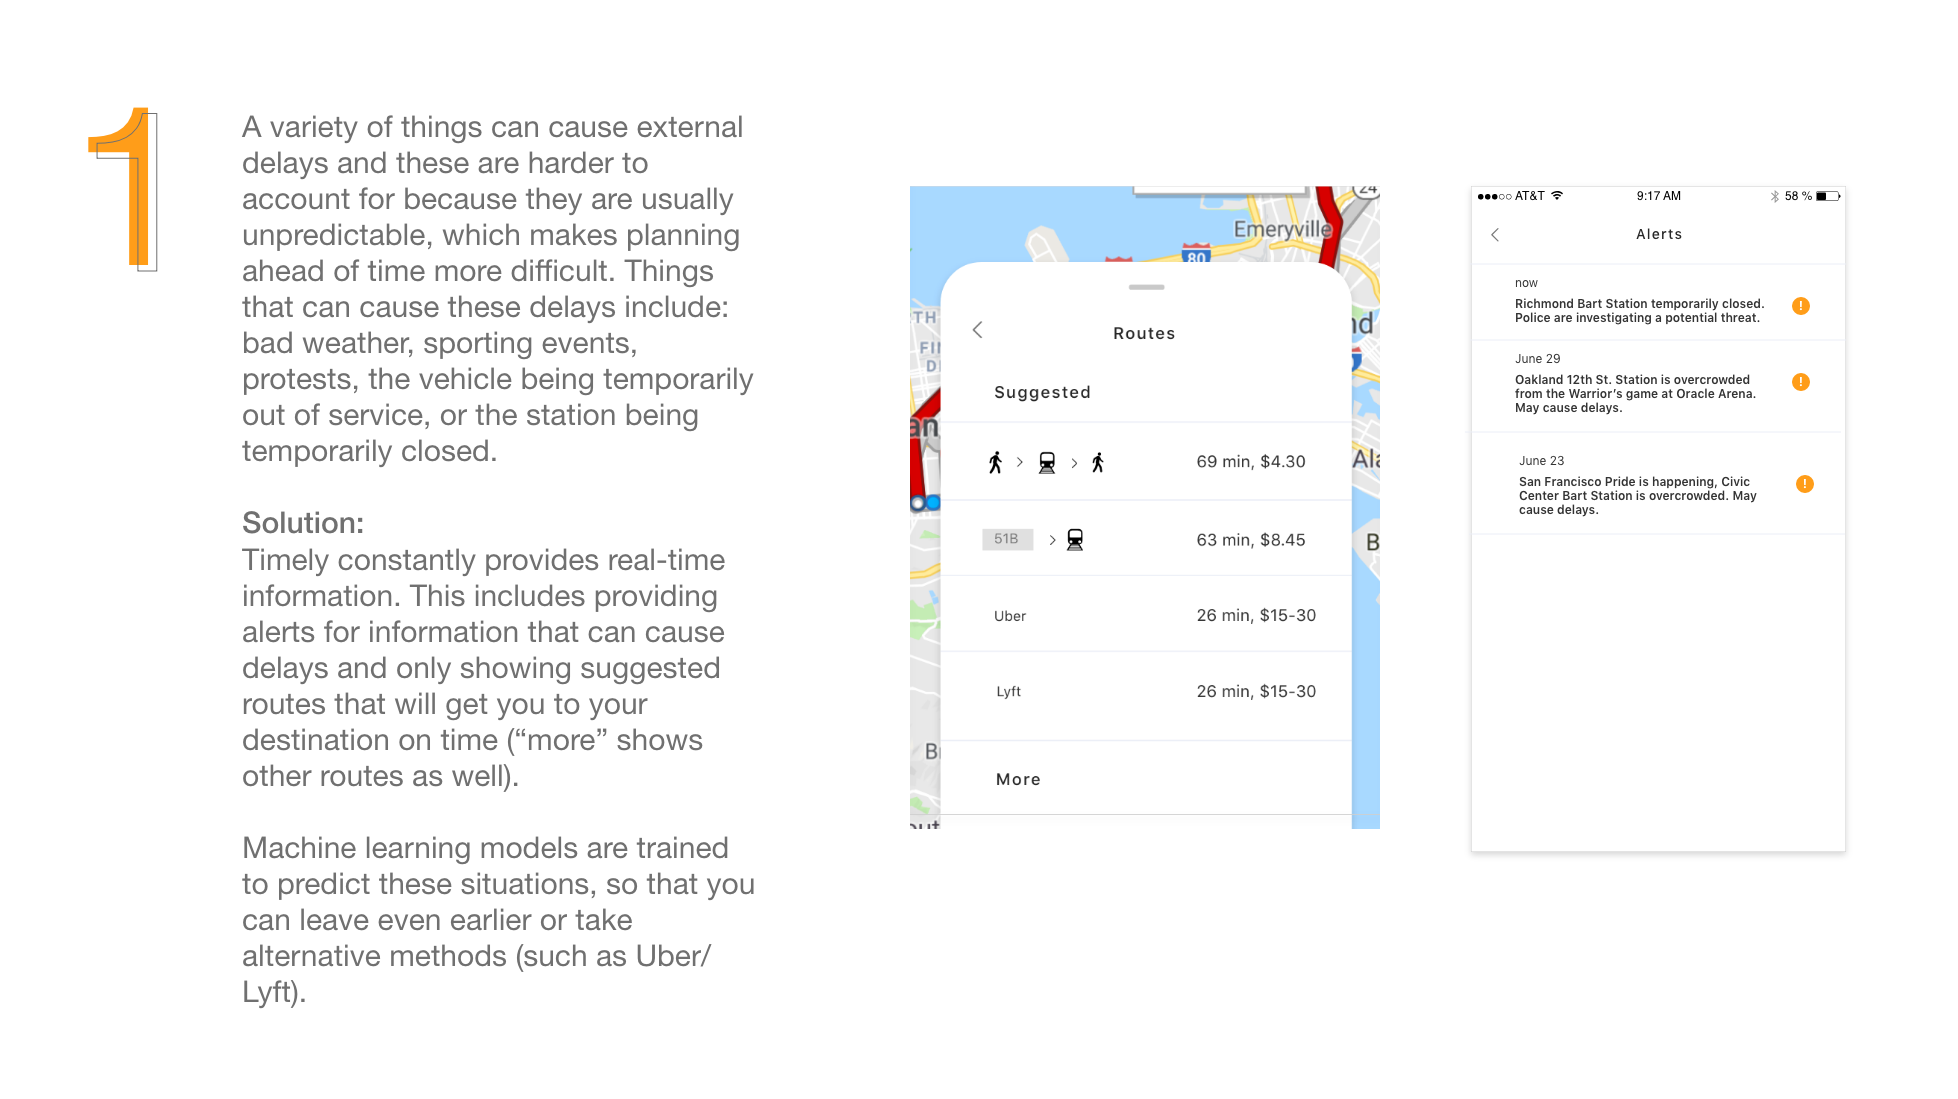 1
A variety of things can cause external
delays and these are harder to
account for because they are usually
unpredictable, which makes planning
ahead of time more difficult. Things
that can cause these delays include:
bad weather, sporting events,
protests, the vehicle being temporarily
out of service, or the station being
temporarily closed.
Solution:
Timely constantly provides real-time
information. This includes providing
alerts for information that can cause
delays and only showing suggested
routes that will get you to your
destination on time (“more” shows
other routes as well).
Machine learning models are trained
to predict these situations, so that you
can leave even earlier or take
alternative methods (such as Uber/
Lyft).
24
Emeryville
80
Routes
Suggested
69 min, $4.30
51B
63 min, $8.45
Uber
26 min, $15-30
Lyft
26 min, $15-30
More
AT&T
9:17 AM
58 %
Alerts
now
Richmond Bart Station temporarily closed.
Police are investigating a potential threat.
June 29
Oakland 12th St. Station is overcrowded
from the Warrior’s game at Oracle Arena.
May cause delays.
June 23
San Francisco Pride is happening, Civic
Center Bart Station is overcrowded. May
cause delays.